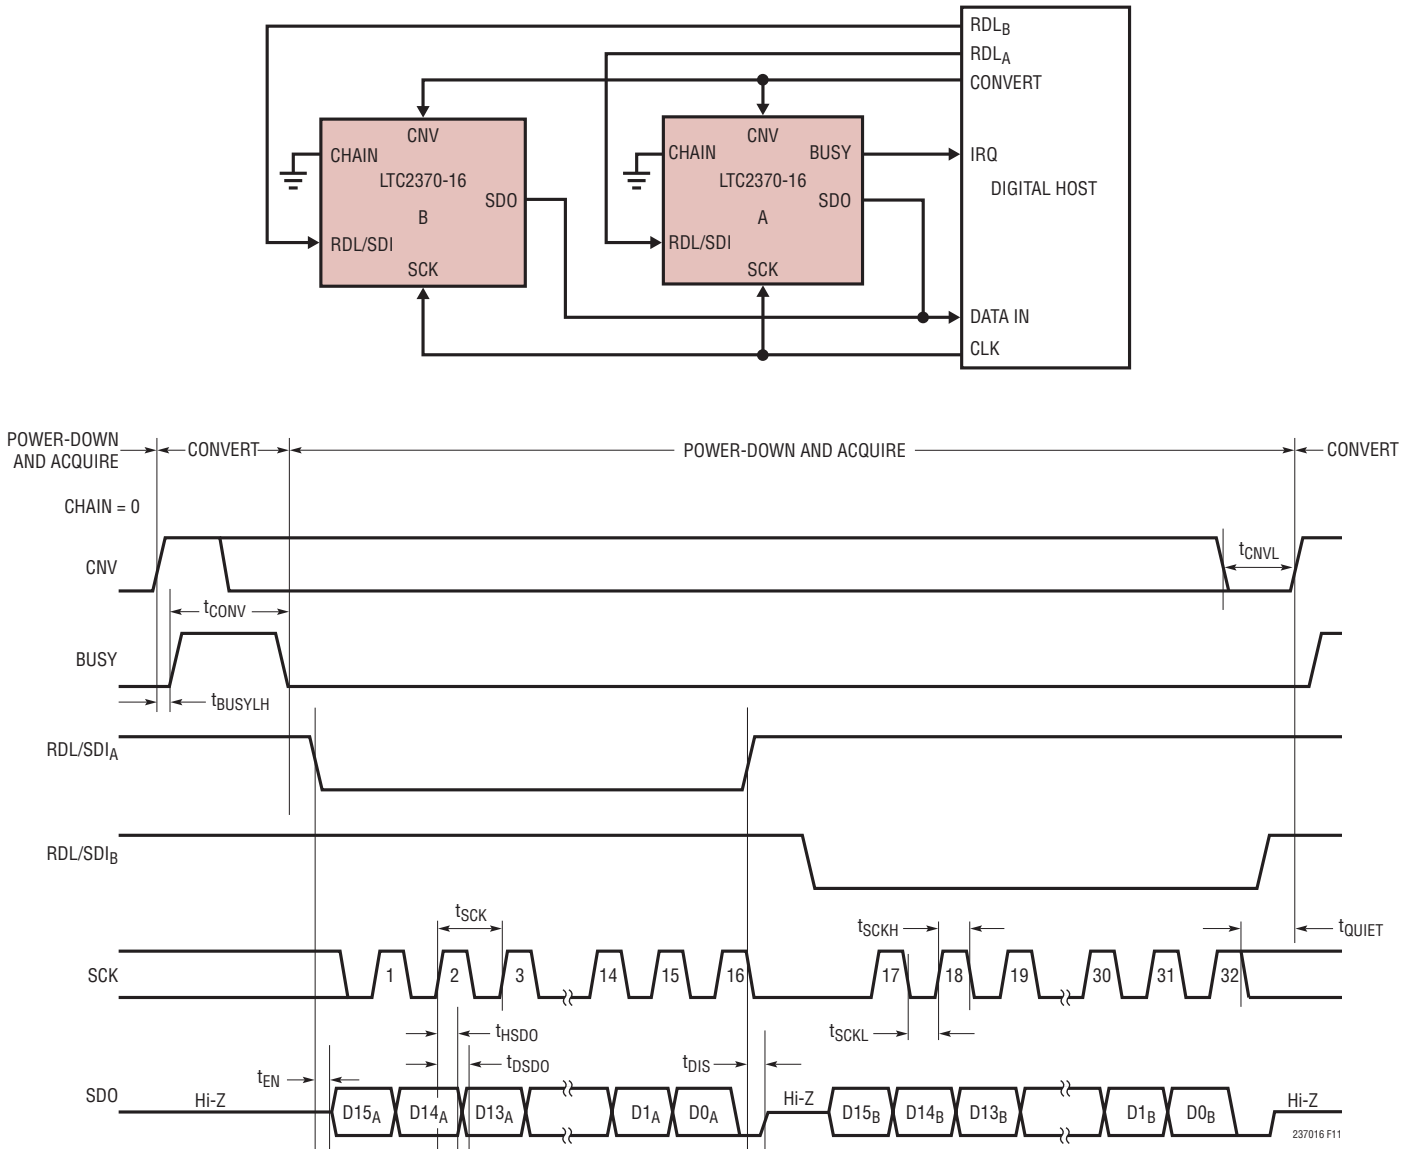 RDLB
RDLA
CONVERT
CNV
CHAIN
LTC2370-16
B
SDO
RDL/SDI
SCK
CNV
CHAIN
BUSY
LTC2370-16
A
SDO
RDL/SDI
SCK
IRQ
DIGITAL HOST
DATA IN
CLK
POWER-DOWN
AND ACQUIRE
CONVERT
POWER-DOWN AND ACQUIRE
CONVERT
CHAIN = 0
CNV
tCNVL
tCONV
BUSY
tBUSYLH
RDL/SDIA
RDL/SDIB
tSCK
tSCKH
tQUIET
SCK
1 2 3 14 15 16 17 18 19 30 31 32
tHSDO
tSCKL
tEN
tDSDO
tDIS
SDO
Hi-Z D15A D14A D13A D1A D0A Hi-Z D15B D14B D13B D1B D0B Hi-Z
237016 F11